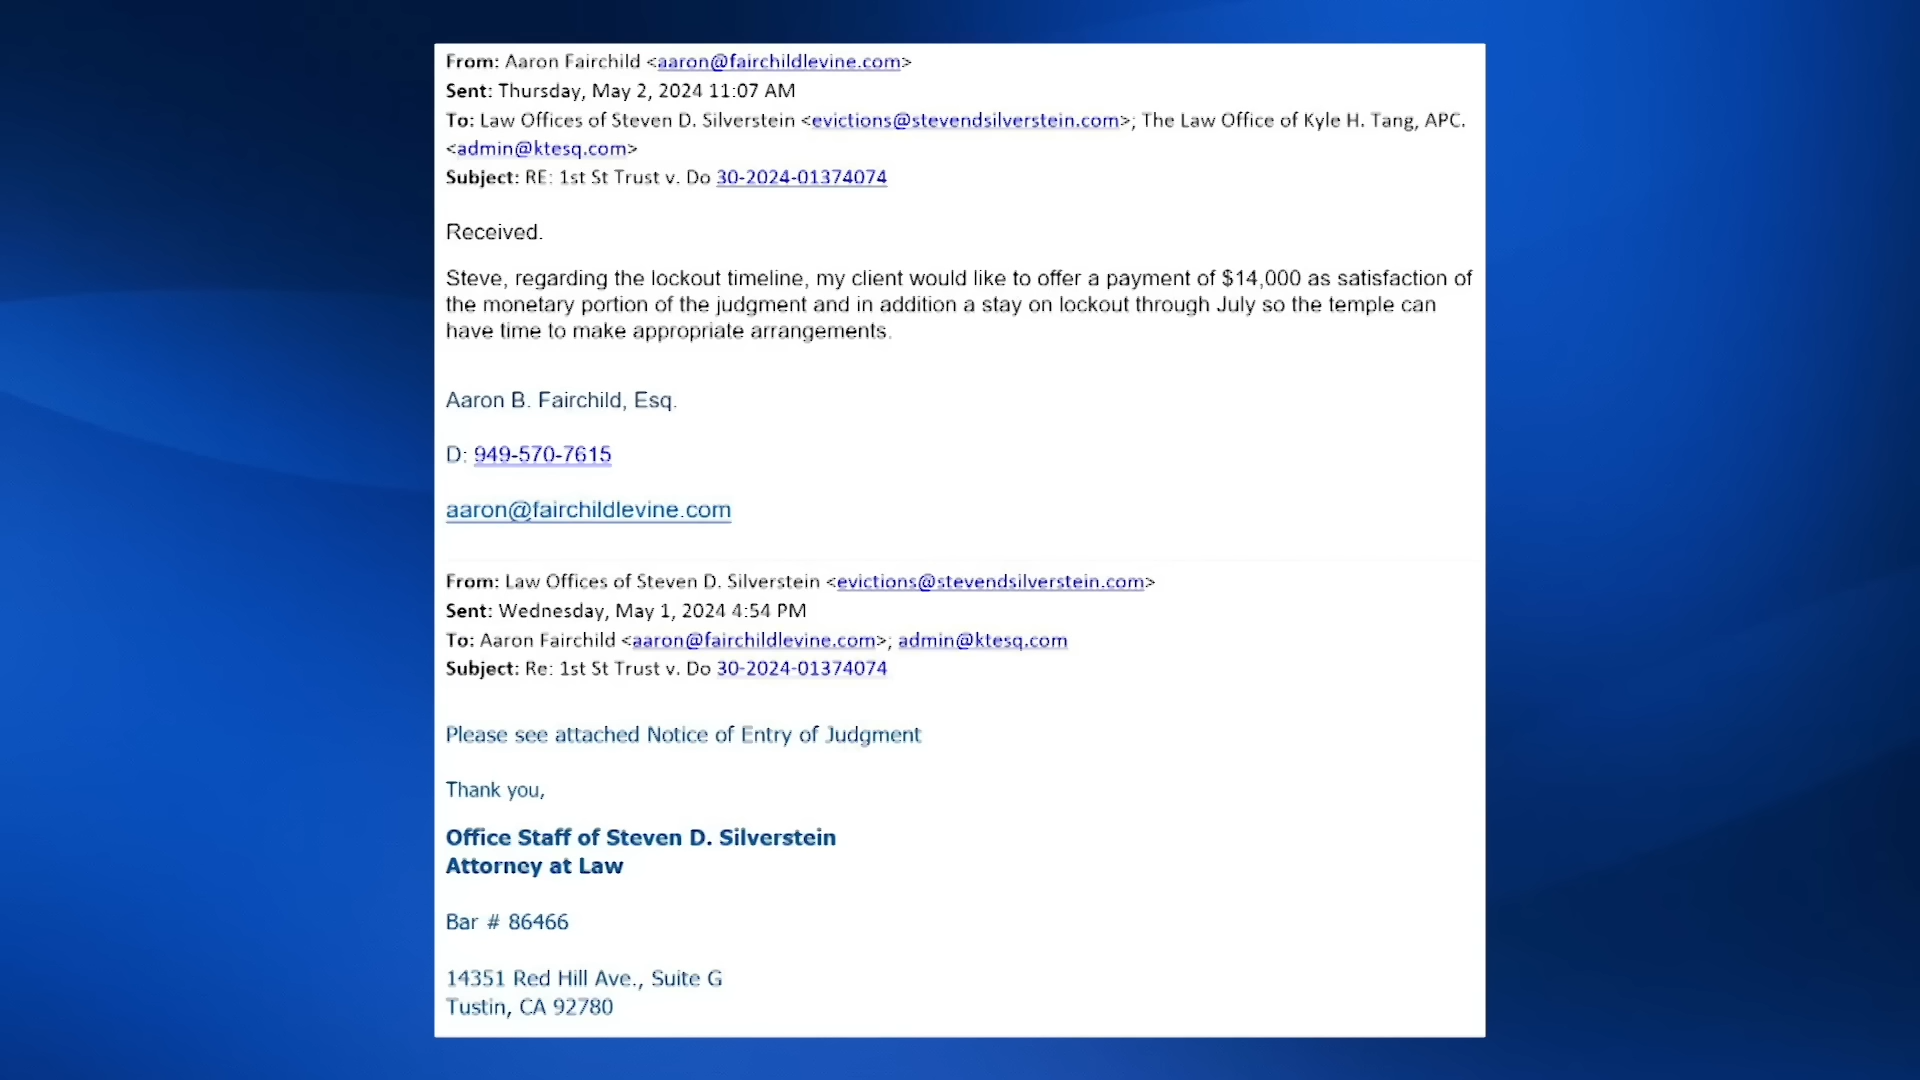 From: Aaron Fairchild <aaron@fairchildlevine.com>
Sent: Thursday, May 2, 2024 11:07 AM
To: Law Offices of Steven D. Silverstein <evictions@stevendsilverstein.com>; The Law Office of Kyle H. Tang, APC.
<admin@ktesq.com>
Subject: RE: 1st St Trust v. Do 30-2024-01374074
Received.
Steve, regarding the lockout timeline, my client would like to offer a payment of $14,000 as satisfaction of
the monetary portion of the judgment and in addition a stay on lockout through July so the temple can
have time to make appropriate arrangements.
Aaron B. Fairchild, Esq.
D: 949-570-7615
aaron@fairchildlevine.com
From: Law Offices of Steven D. Silverstein <evictions@stevendsilverstein.com>
Sent: Wednesday, May 1, 2024 4:54 PM
To: Aaron Fairchild <aaron@fairchildlevine.com>; admin@ktesq.com
Subject: Re: 1st St Trust v. Do 30-2024-01374074
Please see attached Notice of Entry of Judgment
Thank you,
Office Staff of Steven D. Silverstein
Attorney at Law
Bar # 86466
14351 Red Hill Ave., Suite G
Tustin, CA 92780